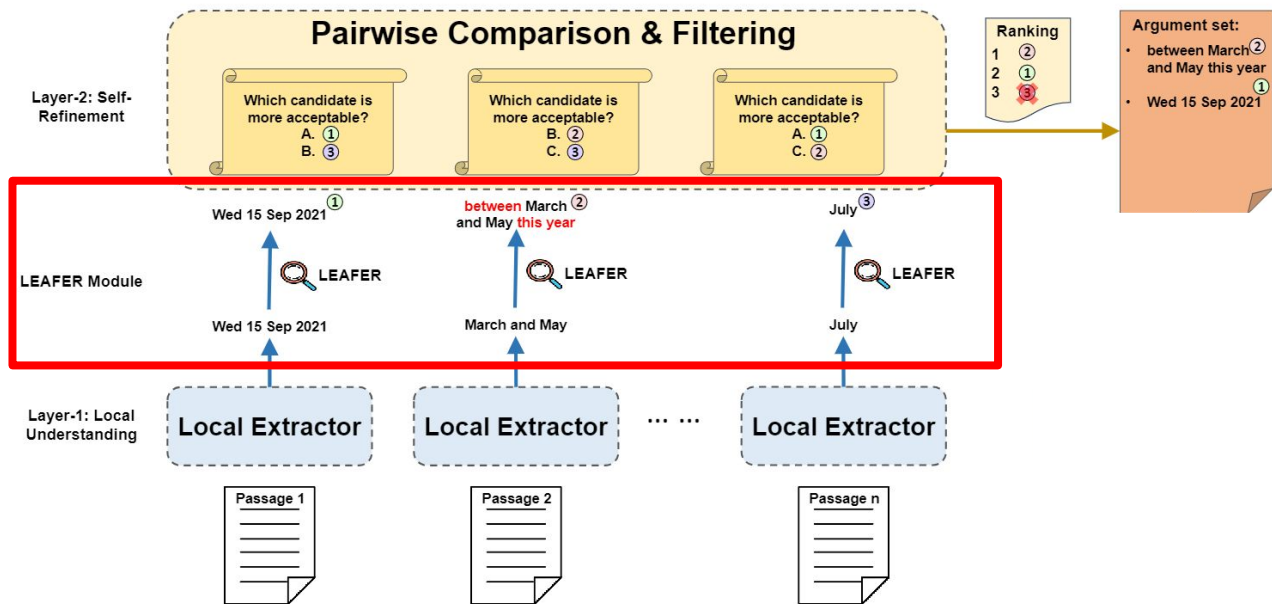 Pairwise Comparison & Filtering
Layer-2: Self-
Refinement
Which candidate is
more acceptable?
A. 1
B. 3
Which candidate is
more acceptable?
B. 2
C. 3
Which candidate is
more acceptable?
A. 1
C. 2
Ranking
1 2
2 1
3 3
Argument set:
• between March 2
and May this year
1
• Wed 15 Sep 2021
LEAFER Module
Wed 15 Sep 2021 1
between March 2
and May this year
July 3
LEAFER
LEAFER
LEAFER
Wed 15 Sep 2021
March and May
July
Layer-1: Local
Understanding
Local Extractor
Local Extractor
... ...
Local Extractor
Passage 1
Passage 2
Passage n